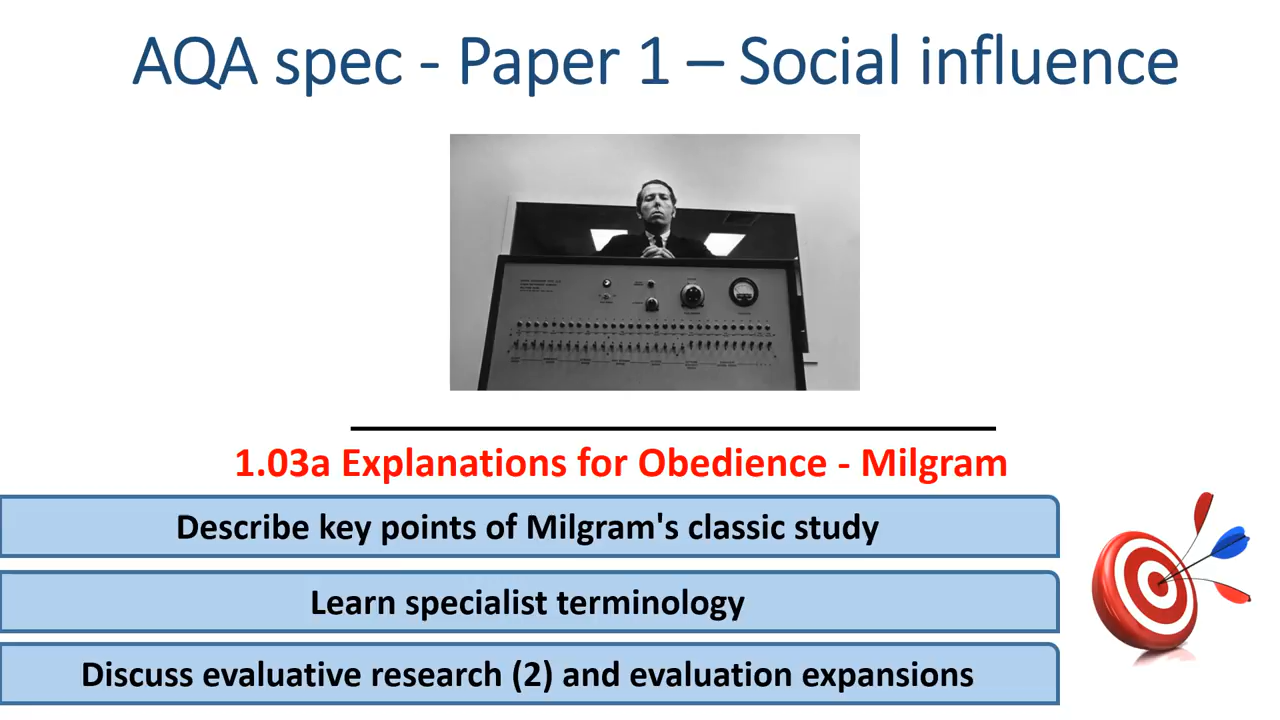 AQA spec - Paper 1 – Social influence
1.03a Explanations for Obedience - Milgram
Describe key points of Milgram's classic study
Learn specialist terminology
Discuss evaluative research (2) and evaluation expansions